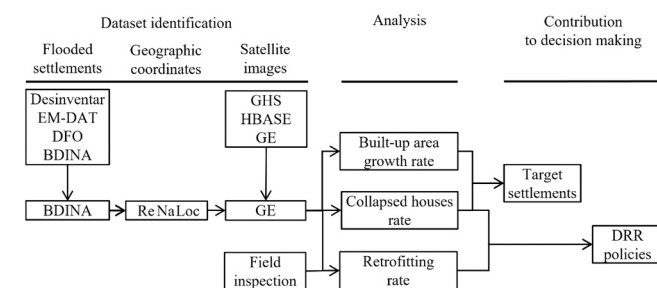 Dataset identification
Analysis
Contribution
to decision making
Flooded
settlements
Geographic
coordinates
Satellite
images
Desinventar
EM-DAT
DFO
BDINA
GHS
HBASE
GE
Built-up area
growth rate
Target
settlements
BDINA
ReNaLoc
GE
Collapsed houses
rate
DRR
policies
Field
inspection
Retrofitting
rate